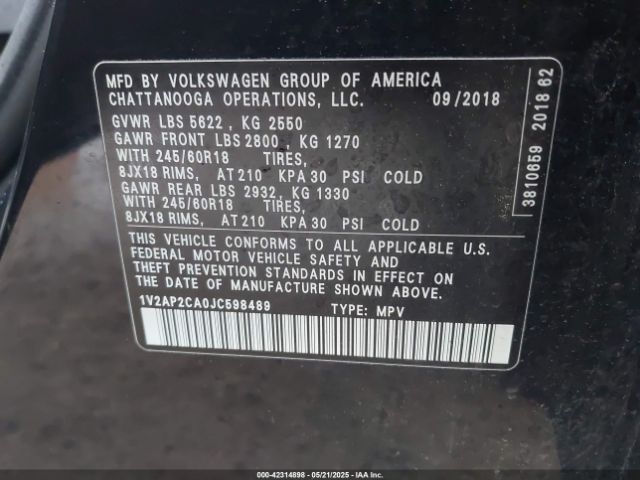 MFD BY VOLKSWAGEN GROUP OF AMERICA
CHATTANOOGA OPERATIONS, LLC. 09/2018
GVWR LBS 5622 , KG 2550
GAWR FRONT LBS 2800 , KG 1270
WITH 245/60R18 TIRES,
8JX18 RIMS, AT 210 KPA 30 PSI COLD
GAWR REAR LBS 2932, KG 1330
WITH 245/60R18 TIRES,
8JX18 RIMS, AT 210 KPA 30 PSI COLD
THIS VEHICLE CONFORMS TO ALL APPLICABLE U.S.
FEDERAL MOTOR VEHICLE SAFETY AND
THEFT PREVENTION STANDARDS IN EFFECT ON
THE DATE OF MANUFACTURE SHOWN ABOVE.
1V2AP2CA0JC598489 TYPE: MPV
3810659 2018 62
000-42314898 - 05/21/2025 - IAA Inc.